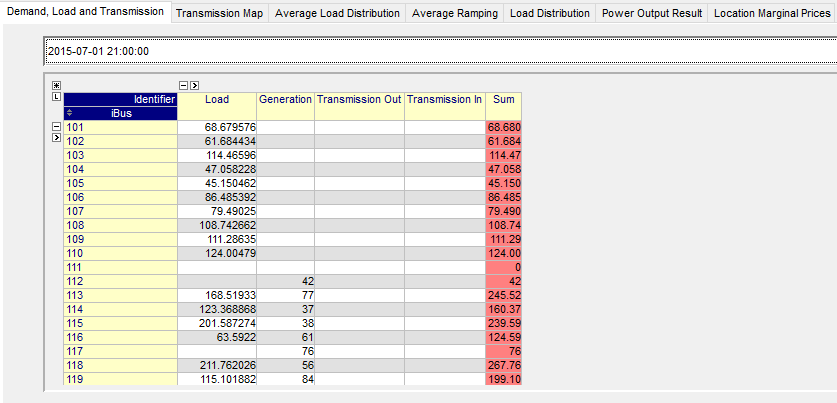 Demand, Load and Transmission Transmission Map Average Load Distribution Average Ramping Load Distribution Power Output Result Location Marginal Prices
2015-07-01 21:00:00
Identifier Load Generation Transmission Out Transmission In Sum
iBus
101 68.679576 68.680
102 61.684434 61.684
103 114.46596 114.47
104 47.058228 47.058
105 45.150462 45.150
106 86.485392 86.485
107 79.49025 79.490
108 108.742662 108.74
109 111.28635 111.29
110 124.00479 124.00
111 0
112 42 42
113 168.51933 77 245.52
114 123.368868 37 160.37
115 201.587274 38 239.59
116 63.5922 61 124.59
117 76 76
118 211.762026 56 267.76
119 115.101882 84 199.10